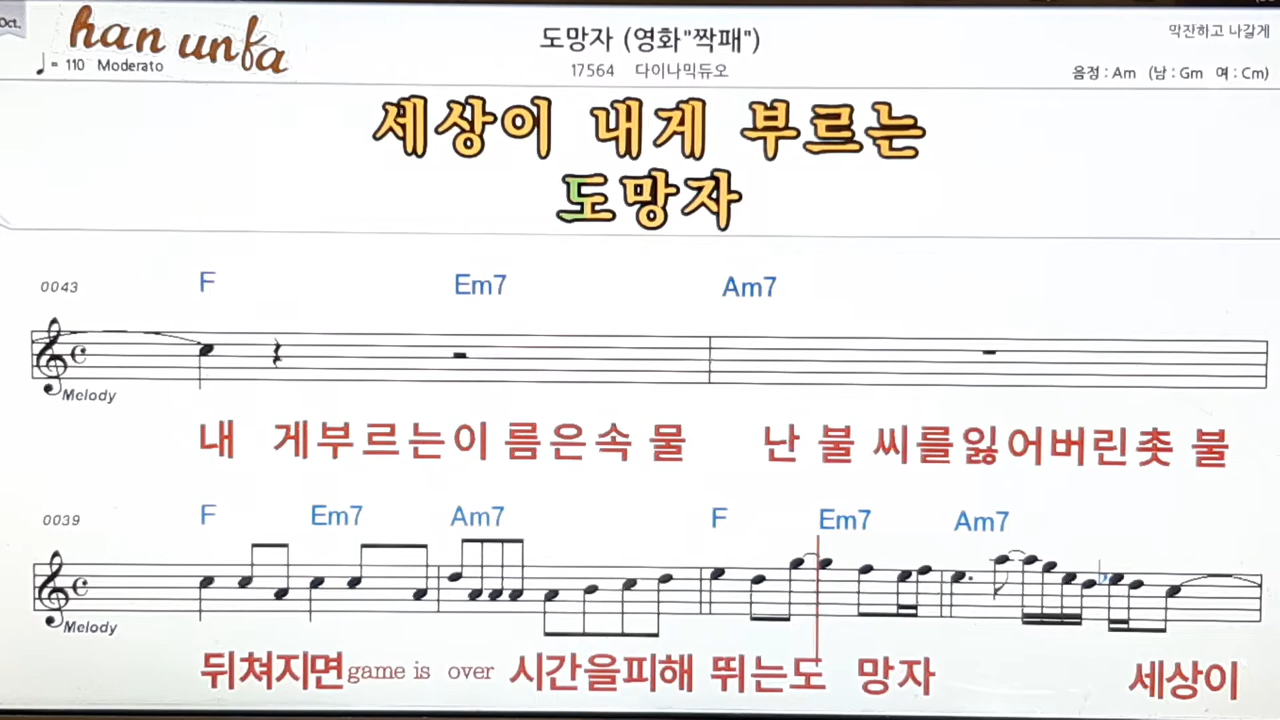 Oct.
han unfa
♩= 110 Moderato
도망자 (영화"짝패")
17564 다이나믹듀오
막진하고 나갈게
음정 : Am (남 : Gm 여 : Cm)
세상이 내게 부르는
도망자
0043 F Em7 Am7
Melody
내 게부르는이름은속물 난불씨를잃어버린촛불
0039 F Em7 Am7 F Em7 Am7
Melody
뒤쳐지면game is over 시간을피해 뛰는도 망자 세상이